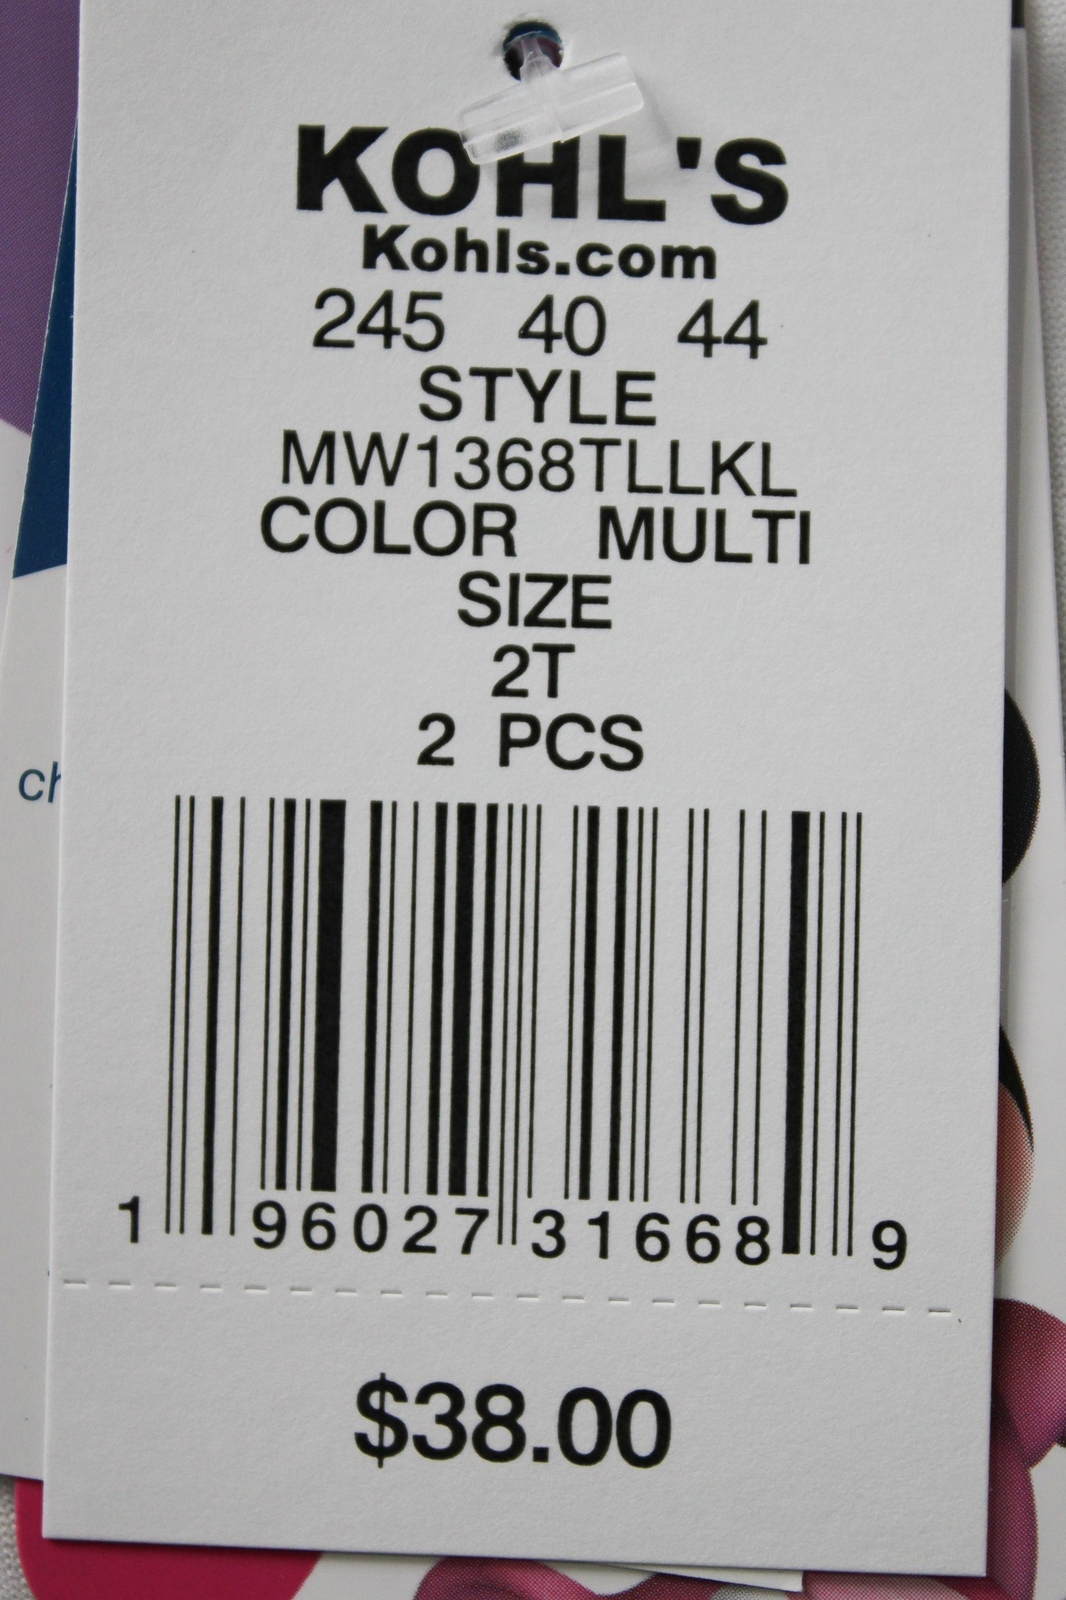 KOHL'S
Kohls.com
245 40 44
STYLE
MW1368TLLKL
COLOR MULTI
SIZE
2T
2 PCS
ch
1 96027 31668 9
$38.00